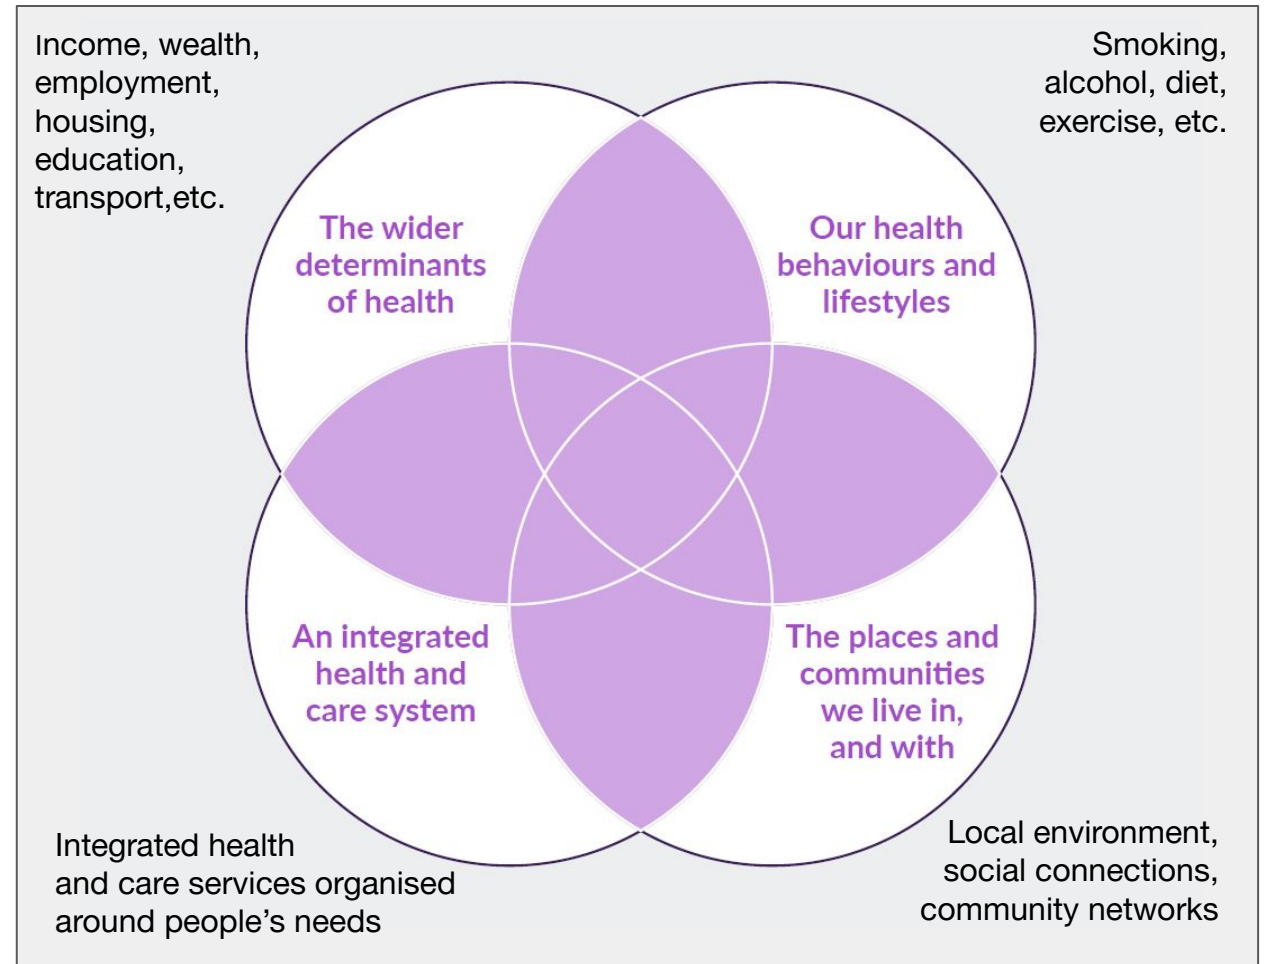 Income, wealth,
employment,
housing,
education,
transport,etc.
Smoking,
alcohol, diet,
exercise, etc.
The wider
determinants
of health
Our health
behaviours and
lifestyles
An integrated
health and
care system
The places and
communities
we live in,
and with
Integrated health
and care services organised
around people’s needs
Local environment,
social connections,
community networks